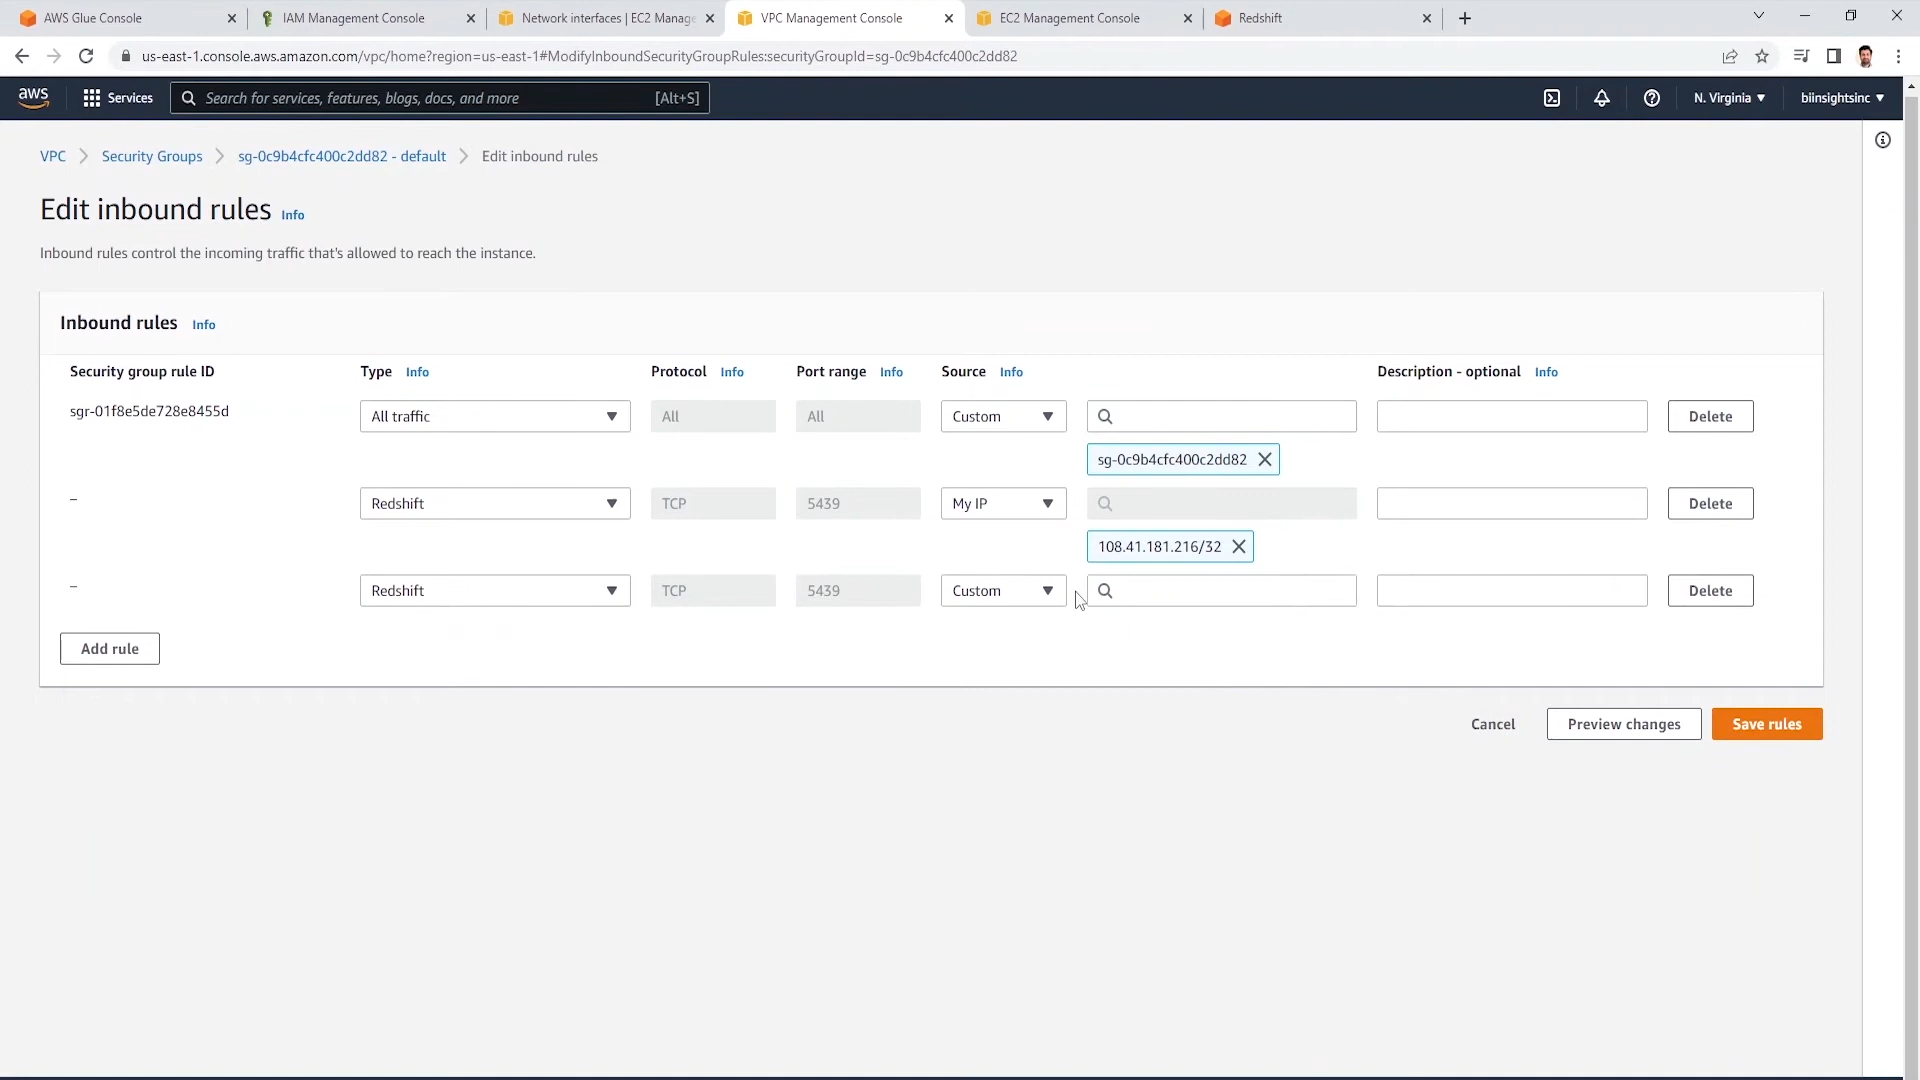 AWS Glue Console
IAM Management Console
Network interfaces | EC2 Manage
VPC Management Console
EC2 Management Console
Redshift
us-east-1.console.aws.amazon.com/vpc/home?region=us-east-1#ModifyInboundSecurityGroupRules:securityGroupId=sg-0c9b4cfc400c2dd82
aws Services Search for services, features, blogs, docs, and more [Alt+S] N. Virginia biinsightsinc
VPC Security Groups sg-0c9b4cfc400c2dd82 - default Edit inbound rules
Edit inbound rules Info
Inbound rules control the incoming traffic that's allowed to reach the instance.
Inbound rules Info
Security group rule ID Type Info Protocol Info Port range Info Source Info Description - optional Info
sgr-01f8e5de728e8455d All traffic All All Custom Delete
sg-0c9b4cfc400c2dd82
– Redshift TCP 5439 My IP Delete
108.41.181.216/32
– Redshift TCP 5439 Custom Delete
Add rule
Cancel Preview changes Save rules